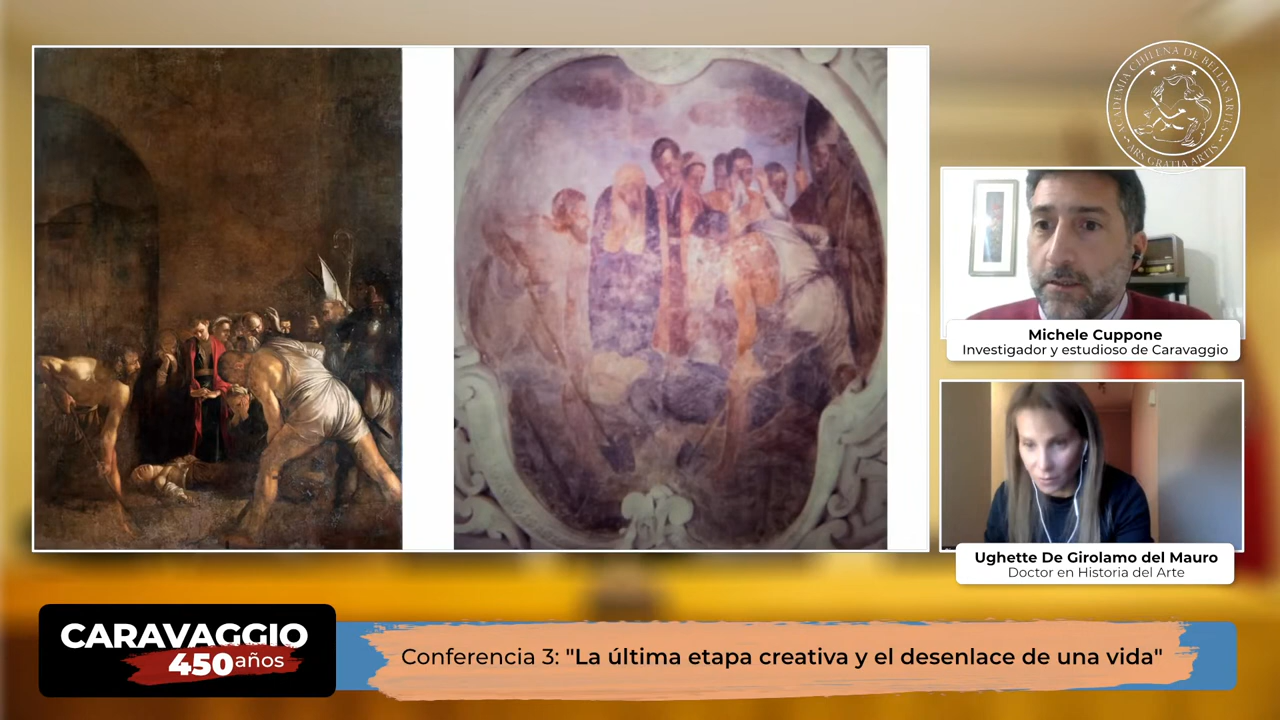 ACADEMIA CHILENA DE BELLAS ARTES
ARS GRATIA ARTIS
Michele Cuppone
Investigador y estudioso de Caravaggio
Ughette De Girolamo del Mauro
Doctor en Historia del Arte
CARAVAGGIO
450 años
Conferencia 3: "La última etapa creativa y el desenlace de una vida"